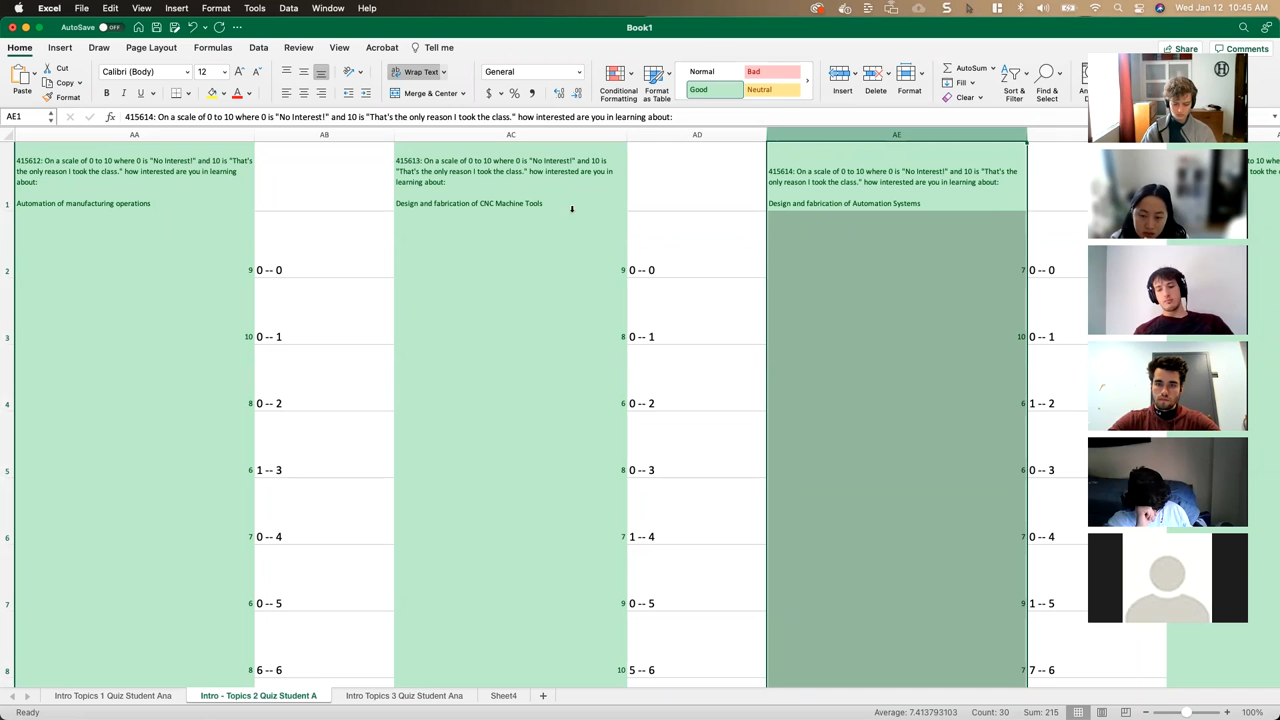 Excel File Edit View Insert Format Tools Data Window Help Wed Jan 12 10:45 AM
AutoSave OFF Book1
Home Insert Draw Page Layout Formulas Data Review View Acrobat Tell me Share Comments
Paste Cut Copy Format
Calibri (Body) 12
Wrap Text
Merge & Center
General
Conditional Formatting
Format as Table
Normal Bad
Good Neutral
Insert Delete Format
AutoSum
Fill
Clear
Sort & Filter
Find & Select
AE1 fx 415614: On a scale of 0 to 10 where 0 is "No Interest!" and 10 is "That's the only reason I took the class." how interested are you in learning about:
AA AB AC AD AE
1
415612: On a scale of 0 to 10 where 0 is "No Interest!" and 10 is "That's
the only reason I took the class." how interested are you in learning
about:
Automation of manufacturing operations
415613: On a scale of 0 to 10 where 0 is "No Interest!" and 10 is
"That's the only reason I took the class." how interested are you in
learning about:
Design and fabrication of CNC Machine Tools
415614: On a scale of 0 to 10 where 0 is "No Interest!" and 10 is "That's the
only reason I took the class." how interested are you in learning about:
Design and fabrication of Automation Systems
2 9 0 -- 0 9 0 -- 0 7 0 -- 0
3 10 0 -- 1 8 0 -- 1 10 0 -- 1
4 8 0 -- 2 6 0 -- 2 6 1 -- 2
5 6 1 -- 3 8 0 -- 3 6 0 -- 3
6 7 0 -- 4 7 1 -- 4 7 0 -- 4
7 6 0 -- 5 9 0 -- 5 9 1 -- 5
8 8 6 -- 6 10 5 -- 6 7 7 -- 6
Intro Topics 1 Quiz Student Ana Intro - Topics 2 Quiz Student A Intro Topics 3 Quiz Student Ana Sheet4
Ready Average: 7.413793103 Count: 30 Sum: 215 100%